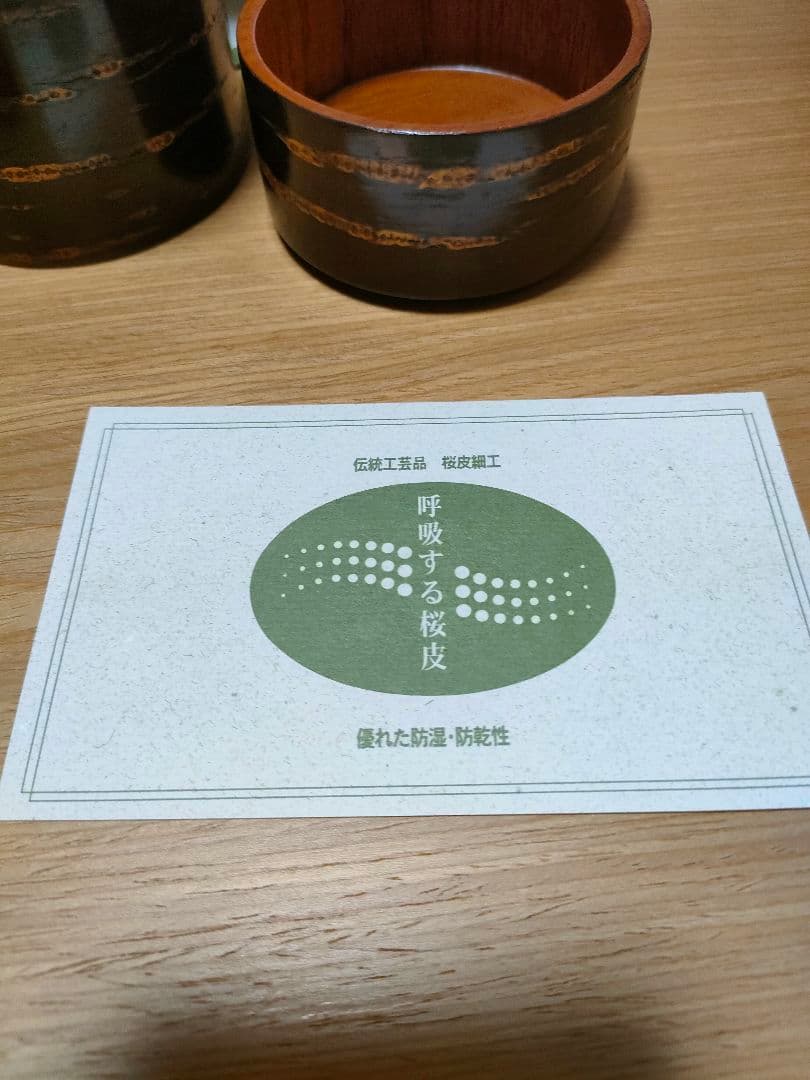 伝統工芸品　桜皮細工
呼吸する桜皮
優れた防湿・防乾性